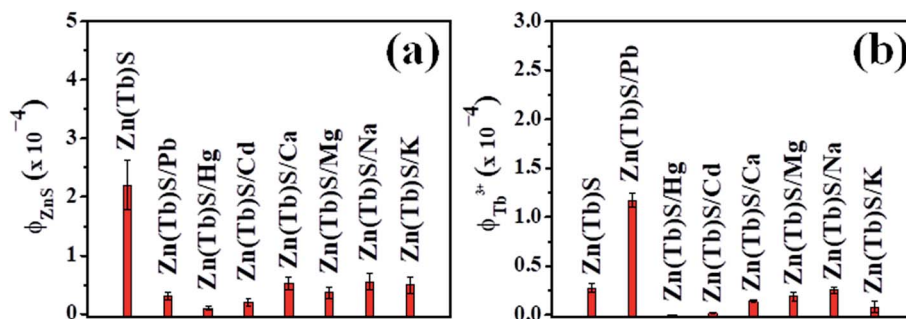 (a)
ϕZnS (x 10⁻⁴)
5
4
3
2
1
0
Zn(Tb)S
Zn(Tb)S/Pb
Zn(Tb)S/Hg
Zn(Tb)S/Cd
Zn(Tb)S/Ca
Zn(Tb)S/Mg
Zn(Tb)S/Na
Zn(Tb)S/K
(b)
ϕTb³⁺ (x 10⁻⁴)
3.0
2.5
2.0
1.5
1.0
0.5
0.0
Zn(Tb)S
Zn(Tb)S/Pb
Zn(Tb)S/Hg
Zn(Tb)S/Cd
Zn(Tb)S/Ca
Zn(Tb)S/Mg
Zn(Tb)S/Na
Zn(Tb)S/K